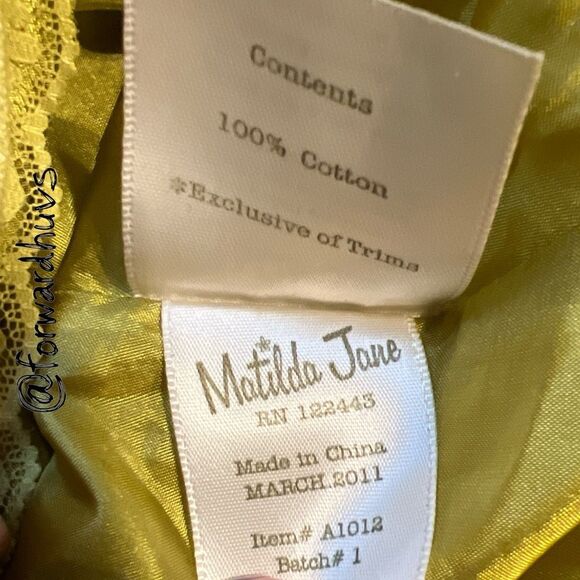 Contents
100% Cotton
*Exclusive of Trims
Matilda Jane
RN 122443
Made in China
MARCH 2011
Item# A1012
Batch# 1
@forwardhuvs